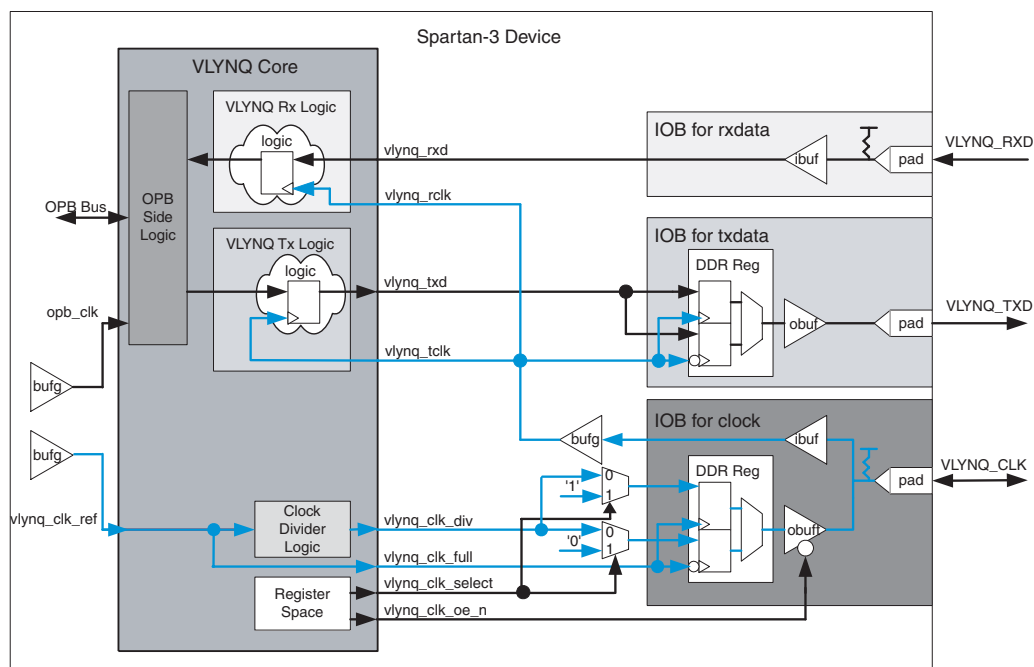 Spartan-3 Device
VLYNQ Core
VLYNQ Rx Logic
logic
vlynq_rxd
IOB for rxdata
ibuf
pad
VLYNQ_RXD
vlynq_rclk
OPB Bus
OPB
Side
Logic
VLYNQ Tx Logic
logic
vlynq_txd
IOB for txdata
DDR Reg
obuf
pad
VLYNQ_TXD
opb_clk
vlynq_tclk
bufg
bufg
IOB for clock
ibuf
bufg
DDR Reg
pad
VLYNQ_CLK
'1'
0
1
obuff
vlynq_clk_ref
Clock
Divider
Logic
vlynq_clk_div
'0'
0
1
vlynq_clk_full
Register
Space
vlynq_clk_select
vlynq_clk_oe_n